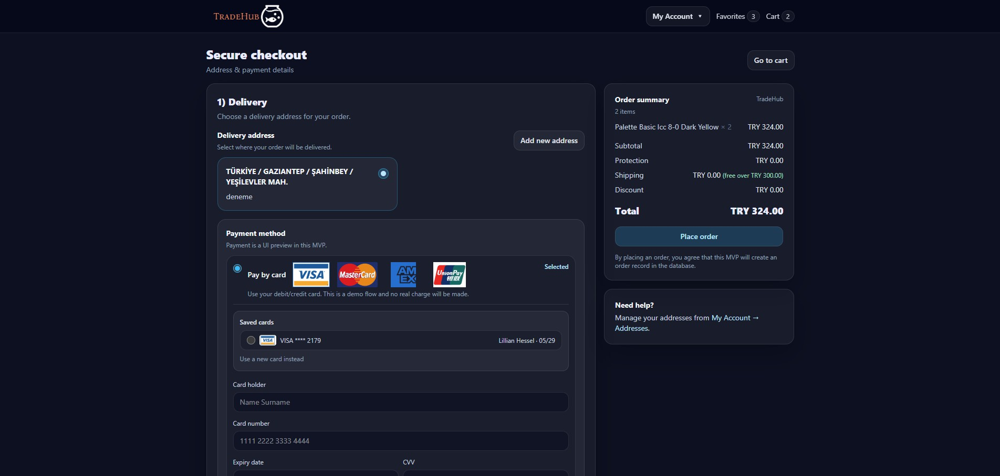 TRADEHUB
My Account ▼
Favorites 3
Cart 2
Secure checkout
Address & payment details
Go to cart
1) Delivery
Choose a delivery address for your order.
Delivery address
Select where your order will be delivered.
Add new address
TÜRKİYE / GAZIANTEP / ŞAHİNBEY /
YEŞİLEVLER MAH.
deneme
Payment method
Payment is a UI preview in this MVP.
Pay by card
VISA
MasterCard
AM
EX
UnionPay
银联
Selected
Use your debit/credit card. This is a demo flow and no real charge will be made.
Saved cards
VISA
VISA **** 2179
Lillian Hessel · 05/29
Use a new card instead
Card holder
Name Surname
Card number
1111 2222 3333 4444
Expiry date
CVV
Order summary
TradeHub
2 items
Palette Basic Icc 8-0 Dark Yellow × 2 TRY 324.00
Subtotal TRY 324.00
Protection TRY 0.00
Shipping TRY 0.00 (free over TRY 300.00)
Discount TRY 0.00
Total TRY 324.00
Place order
By placing an order, you agree that this MVP will create an
order record in the database.
Need help?
Manage your addresses from My Account →
Addresses.